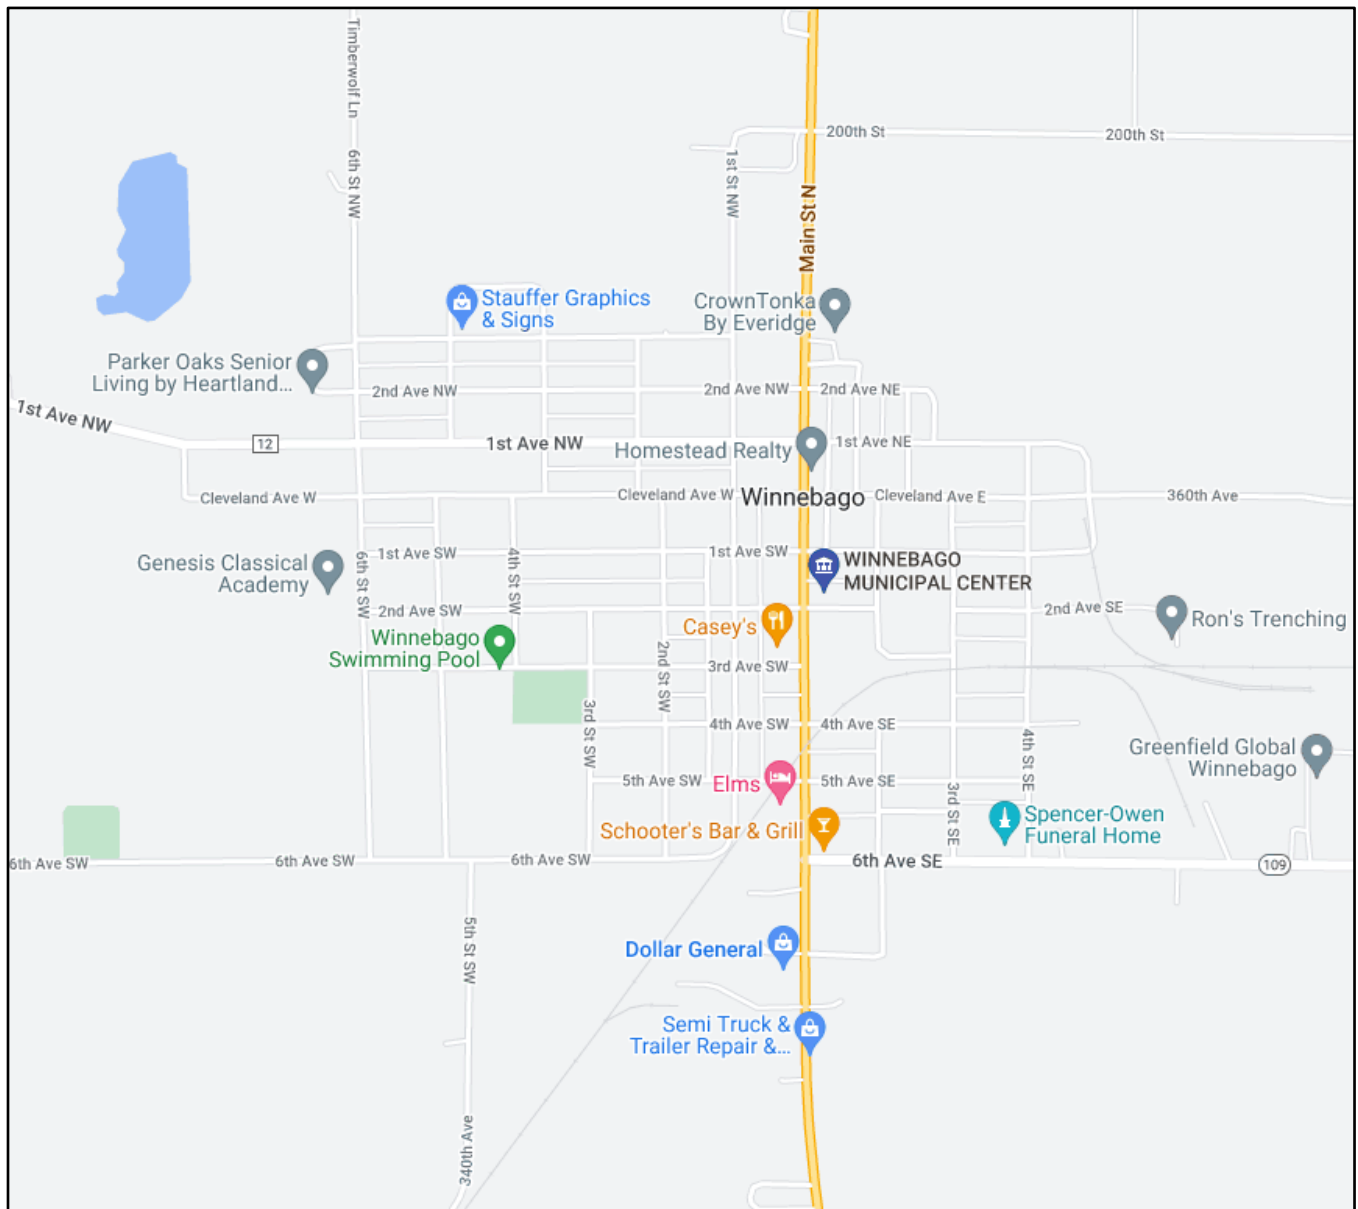 Timberwolf Ln
6th St NW
200th St
200th St
1st St NW
Main St N
Stauffer Graphics
& Signs
CrownTonka
By Everidge
Parker Oaks Senior
Living by Heartland...
2nd Ave NW
2nd Ave NW
2nd Ave NE
1st Ave NW
12
1st Ave NW
Homestead Realty
1st Ave NE
Cleveland Ave W
Cleveland Ave W
Winnebago
Cleveland Ave E
360th Ave
1st Ave SW
1st Ave SW
Genesis Classical
Academy
6th St SW
4th St SW
WINNEBAGO
MUNICIPAL CENTER
2nd Ave SW
2nd Ave SE
Ron's Trenching
Casey's
Winnebago
Swimming Pool
2nd St SW
3rd Ave SW
3rd St SW
4th Ave SW
4th Ave SE
4th St SE
Greenfield Global
Winnebago
5th Ave SW
Elms
5th Ave SE
3rd St SE
Spencer-Owen
Funeral Home
Schooter's Bar & Grill
6th Ave SW
6th Ave SW
6th Ave SW
6th Ave SE
109
5th St SW
Dollar General
Semi Truck &
Trailer Repair &...
340th Ave